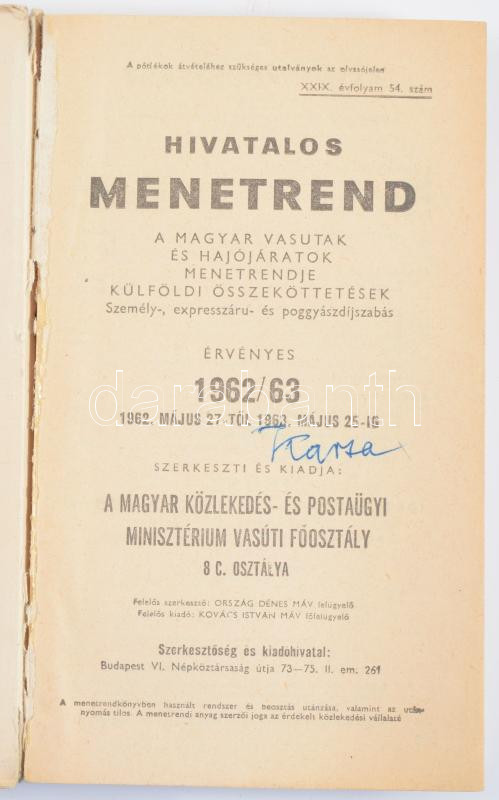 A pótlékok átvételéhez szükséges utalványok az olvasójelen
XXIX. évfolyam 54. szám
HIVATALOS
MENETREND
A MAGYAR VASUTAK
ÉS HAJÓJÁRATOK
MENETRENDJE
KÜLFÖLDI ÖSSZEKÖTTETÉSEK
Személy-, expresszáru- és poggyászdíjszabás
ÉRVÉNYES
1962/63
1962. MÁJUS 27-TŐL 1963. MÁJUS 25-IG
Karsa
SZERKESZTI ÉS KIADJA:
A MAGYAR KÖZLEKEDÉS- ÉS POSTAÜGYI
MINISZTÉRIUM VASÚTI FŐOSZTÁLY
8 C. OSZTÁLYA
Felelős szerkesztő: ORSZÁG DÉNES MÁV felügyelő
Felelős kiadó: KOVÁCS ISTVÁN MÁV főfelügyelő
Szerkesztőség és kiadóhivatal:
Budapest VI. Népköztársaság útja 73—75. II. em. 261
A menetrendkönyvben használt rendszer és beosztás utánzása, valamint azután-
nyomás tilos. A menetrendi anyag szerzői joga az érdekelt közlekedési vállalaté
darabanth